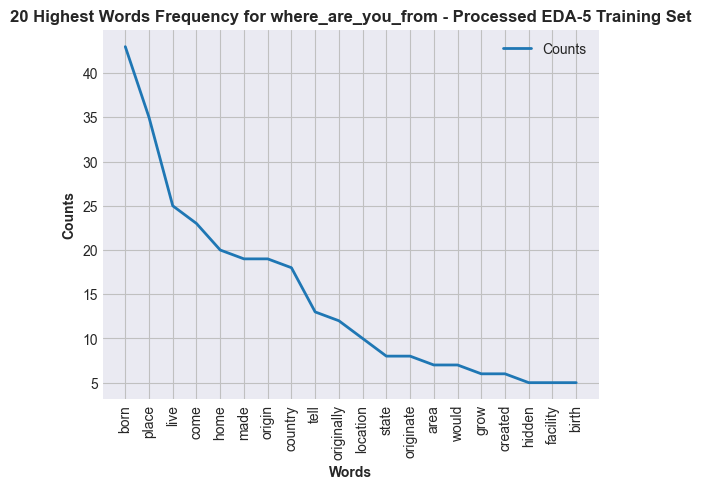 20 Highest Words Frequency for where_are_you_from - Processed EDA-5 Training Set
Counts
40
35
30
25
20
15
10
5
Counts
born
place
live
come
home
made
origin
country
tell
originally
location
state
originate
area
would
grow
created
hidden
facility
birth
Words